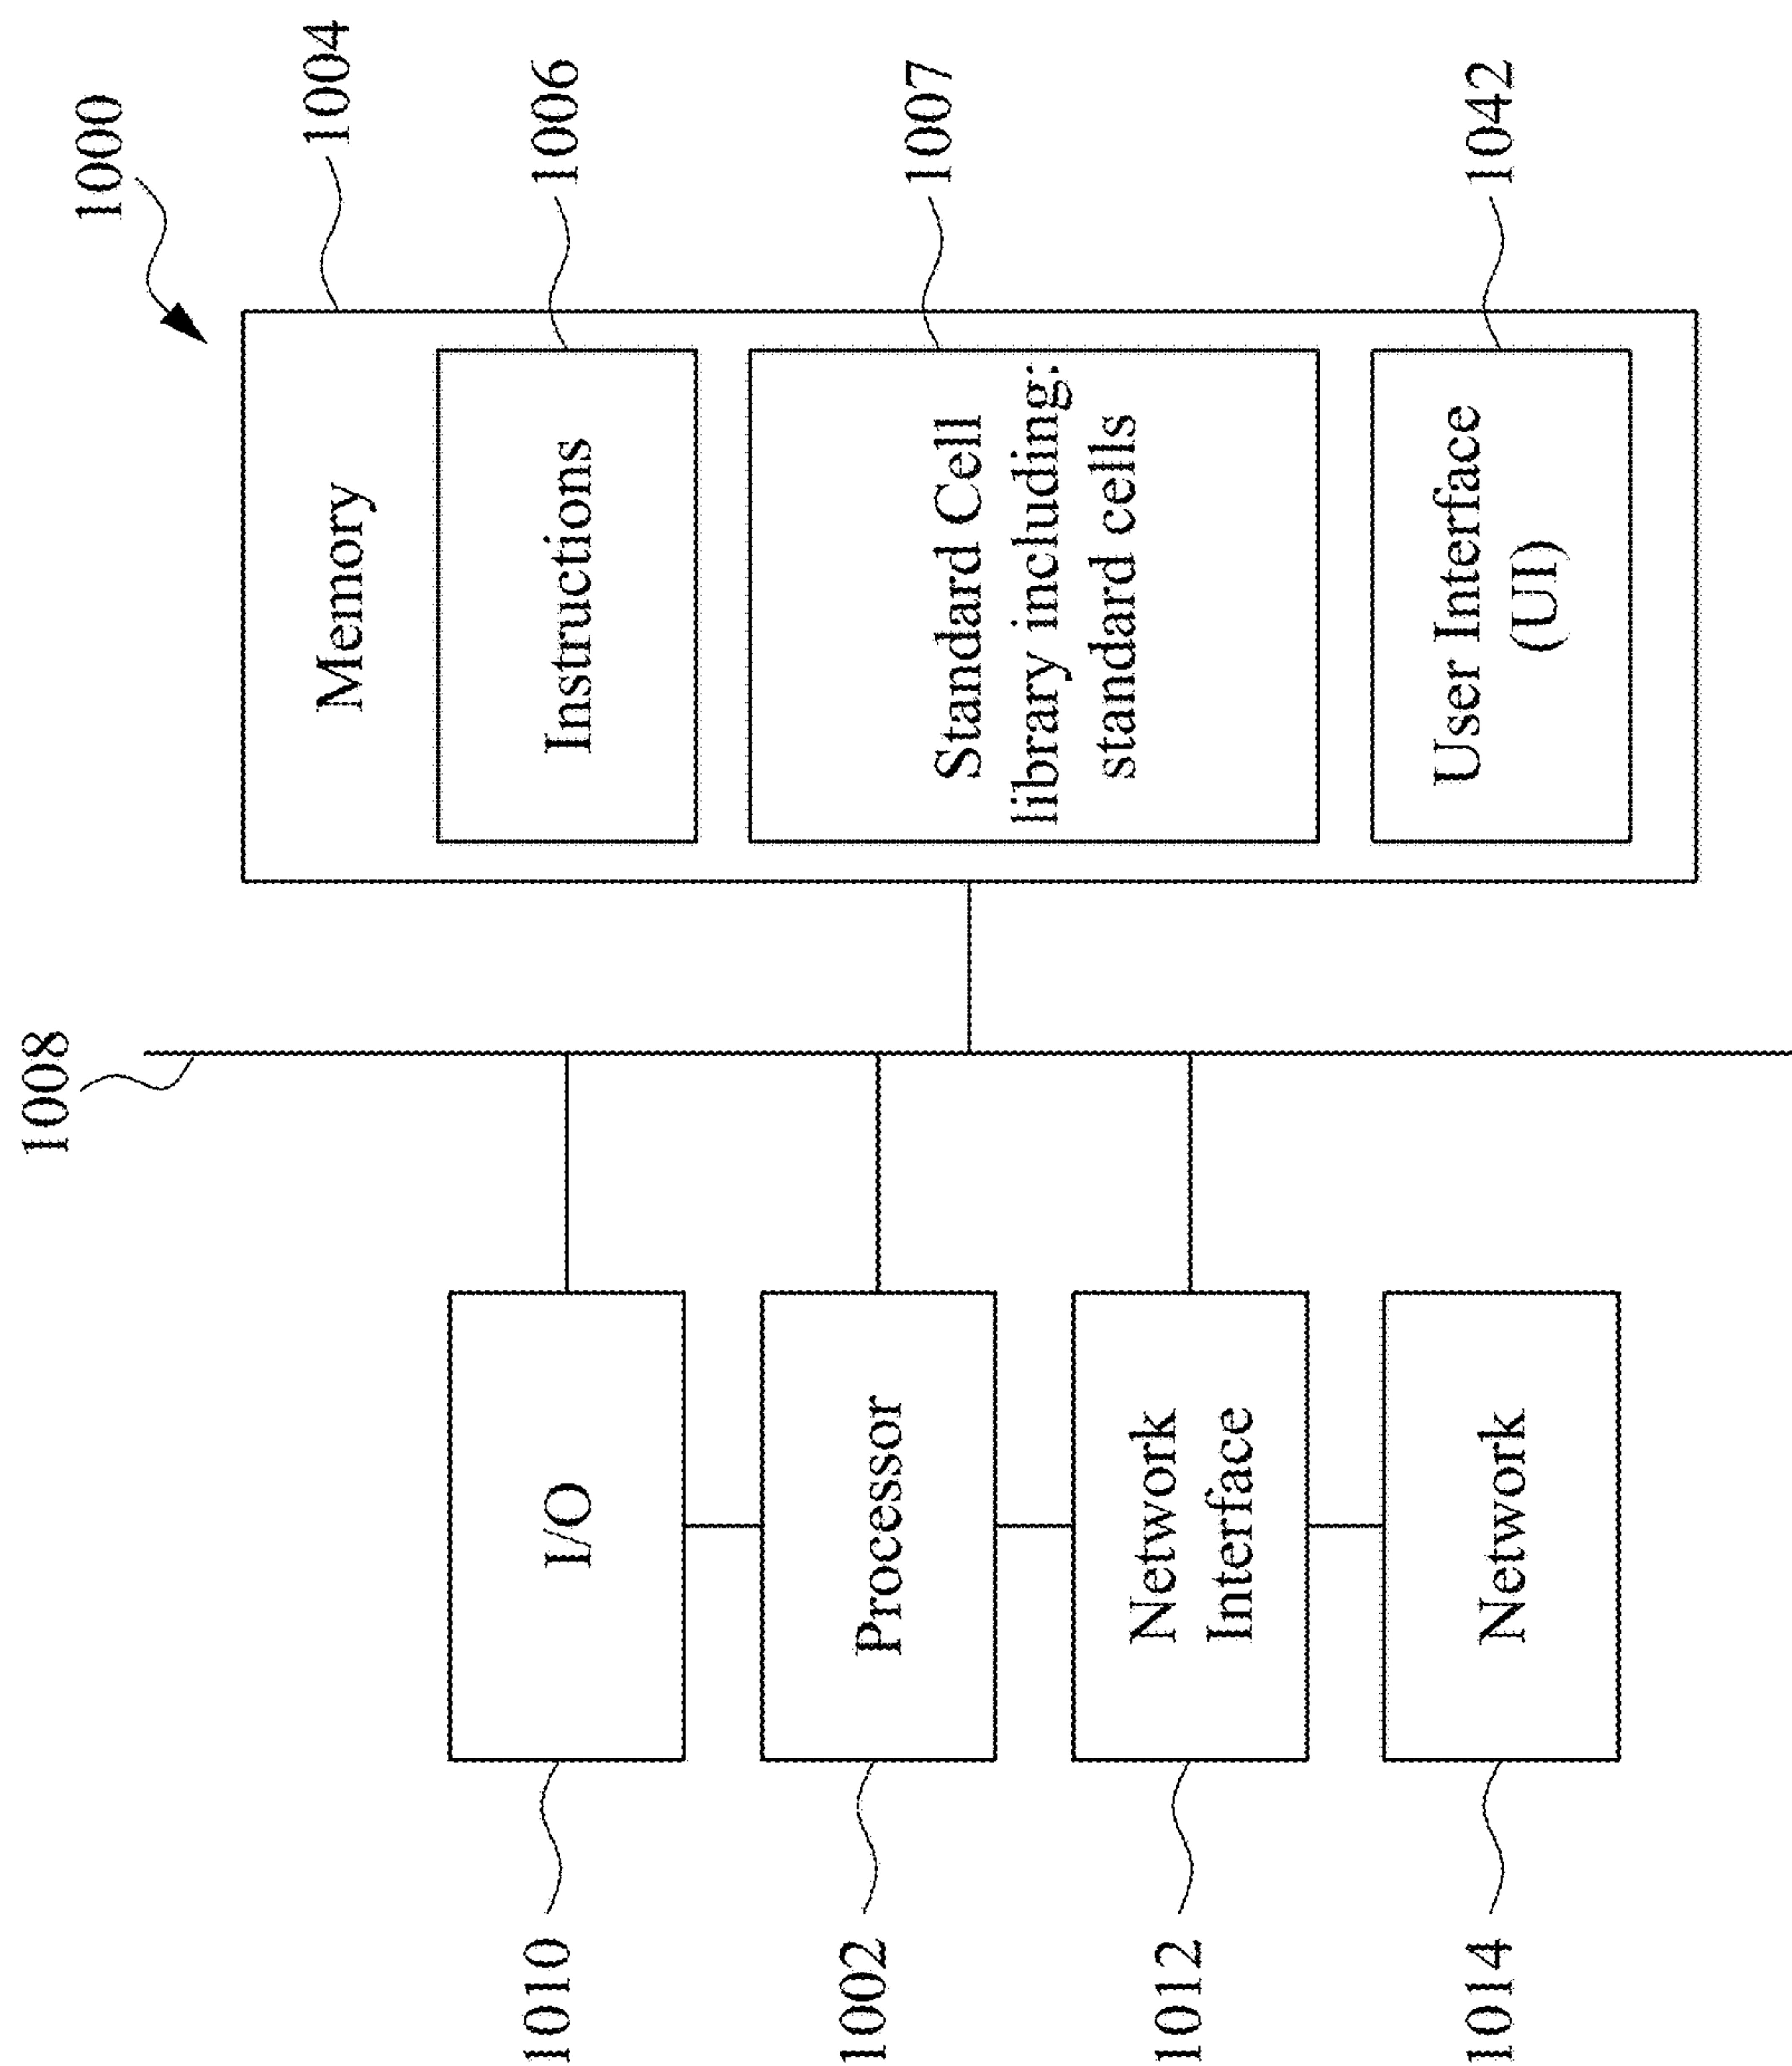 1000
1008
1004
Memory
1010
I/O
Instructions
1006
1002
Processor
Standard Cell
library including:
standard cells
1007
1012
Network
Interface
1014
Network
User Interface
(UI)
1042